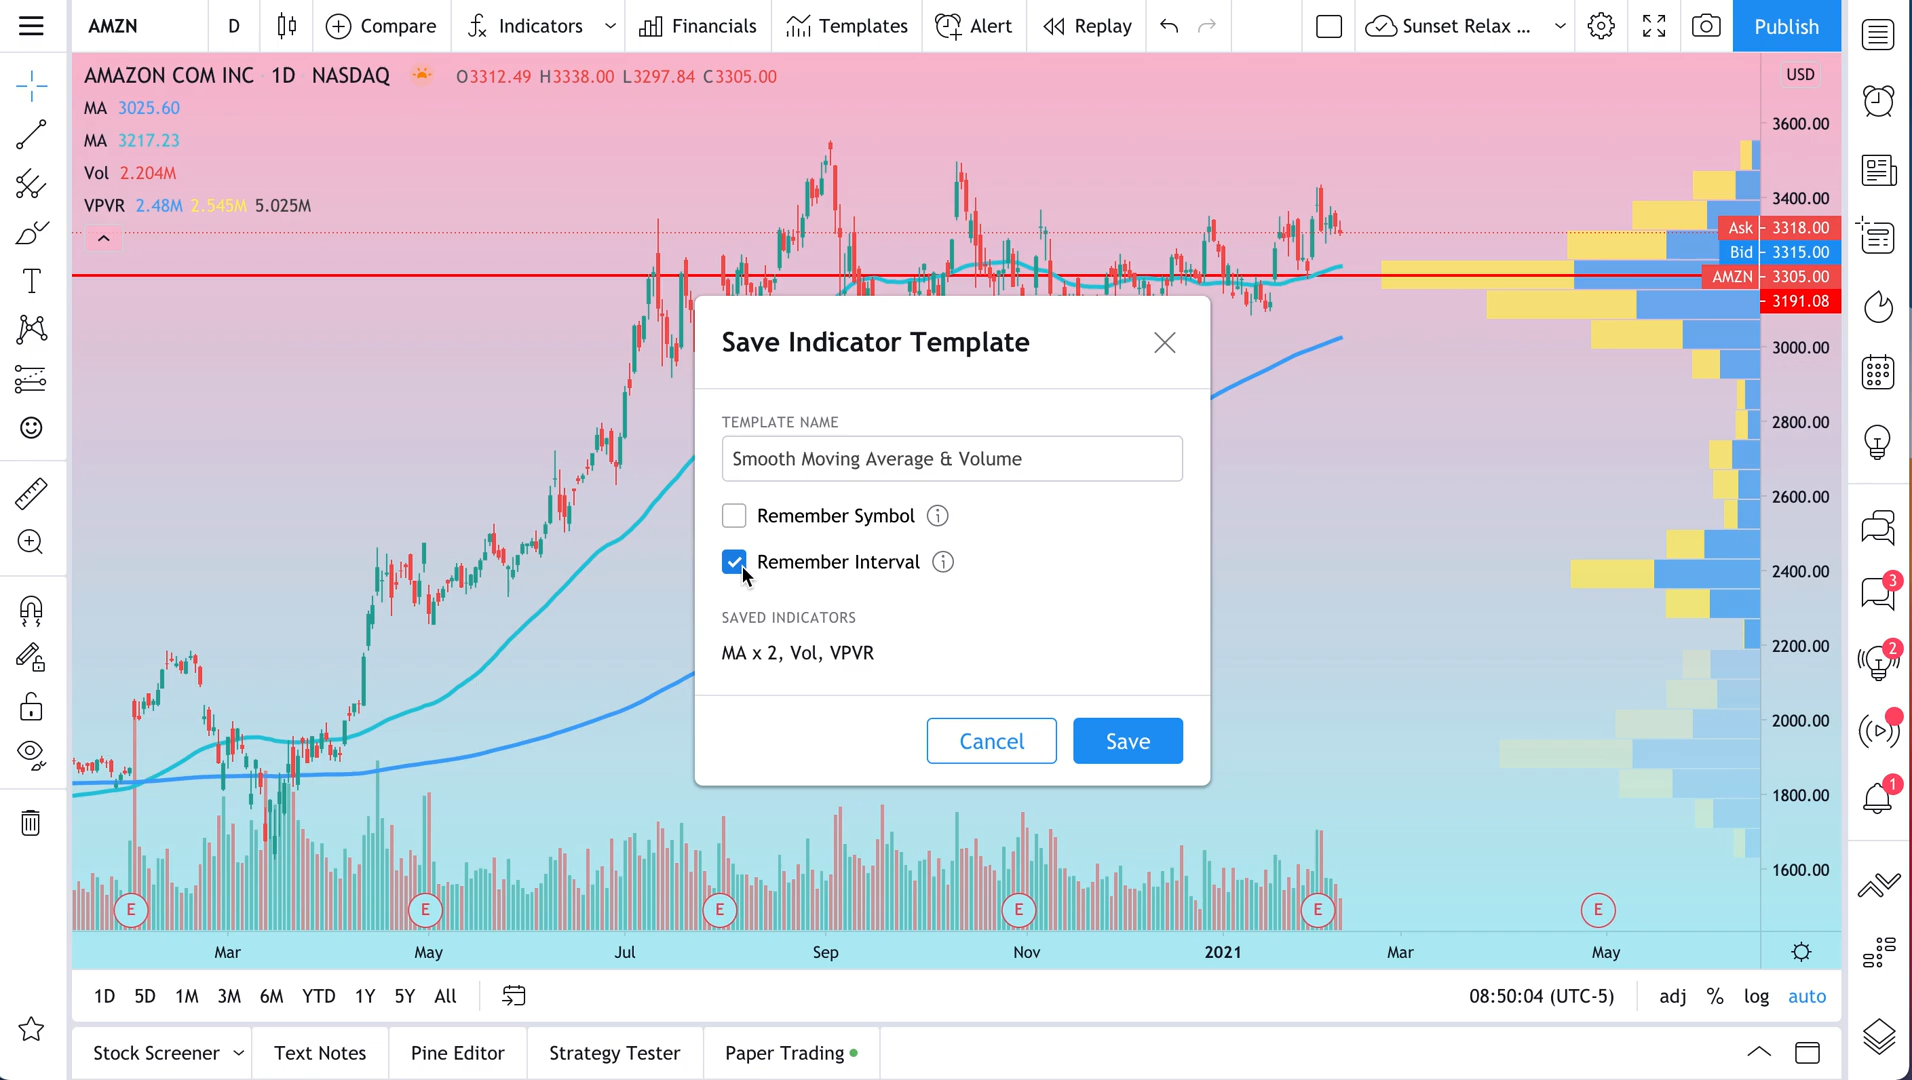 AMZN D Compare Indicators Financials Templates Alert Replay Sunset Relax ... Publish
AMAZON COM INC 1D NASDAQ O3312.49 H3338.00 L3297.84 C3305.00
USD
MA 3025.60
MA 3217.23
Vol 2.204M
VPVR 2.48M 2.545M 5.025M
3600.00
3400.00
Ask 3318.00
Bid 3315.00
AMZN 3305.00
3191.08
3000.00
2800.00
2600.00
2400.00
2200.00
2000.00
1800.00
1600.00
Save Indicator Template
TEMPLATE NAME
Smooth Moving Average & Volume
Remember Symbol
Remember Interval
SAVED INDICATORS
MA x 2, Vol, VPVR
Cancel Save
3
2
1
E E E E E E
Mar May Jul Sep Nov 2021 Mar May
1D 5D 1M 3M 6M YTD 1Y 5Y All 08:50:04 (UTC-5) adj % log auto
Stock Screener Text Notes Pine Editor Strategy Tester Paper Trading